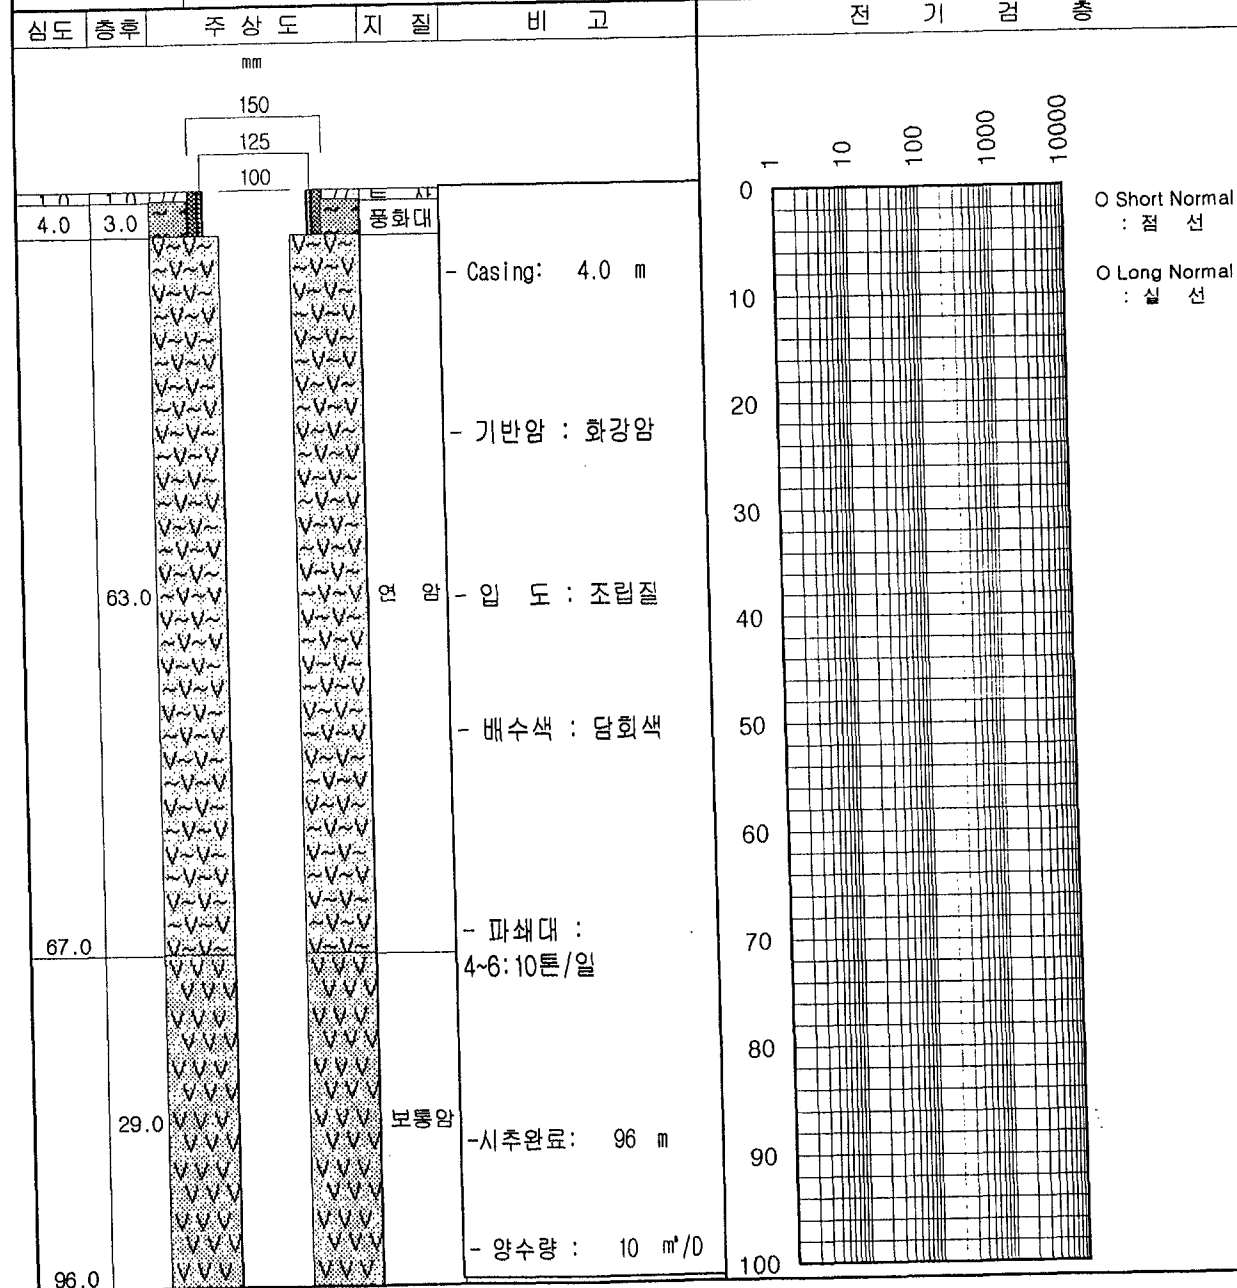 심도 층후 주 상 도 지 질 비 고
mm
150
125
100
1.0 1.0
4.0 3.0 풍화대
- Casing: 4.0 m
- 기반암 : 화강암
63.0 연 암 - 입 도 : 조립질
- 배수색 : 담회색
- 파쇄대 :
67.0
4~6:10톤/일
29.0 보통암
-시추완료: 96 m
- 양수량 : 10 ㎥/D
96.0
전 기 검 층
1 10 100 1000 10000
0
10
20
30
40
50
60
70
80
90
100
O Short Normal
: 점 선
O Long Normal
: 실 선